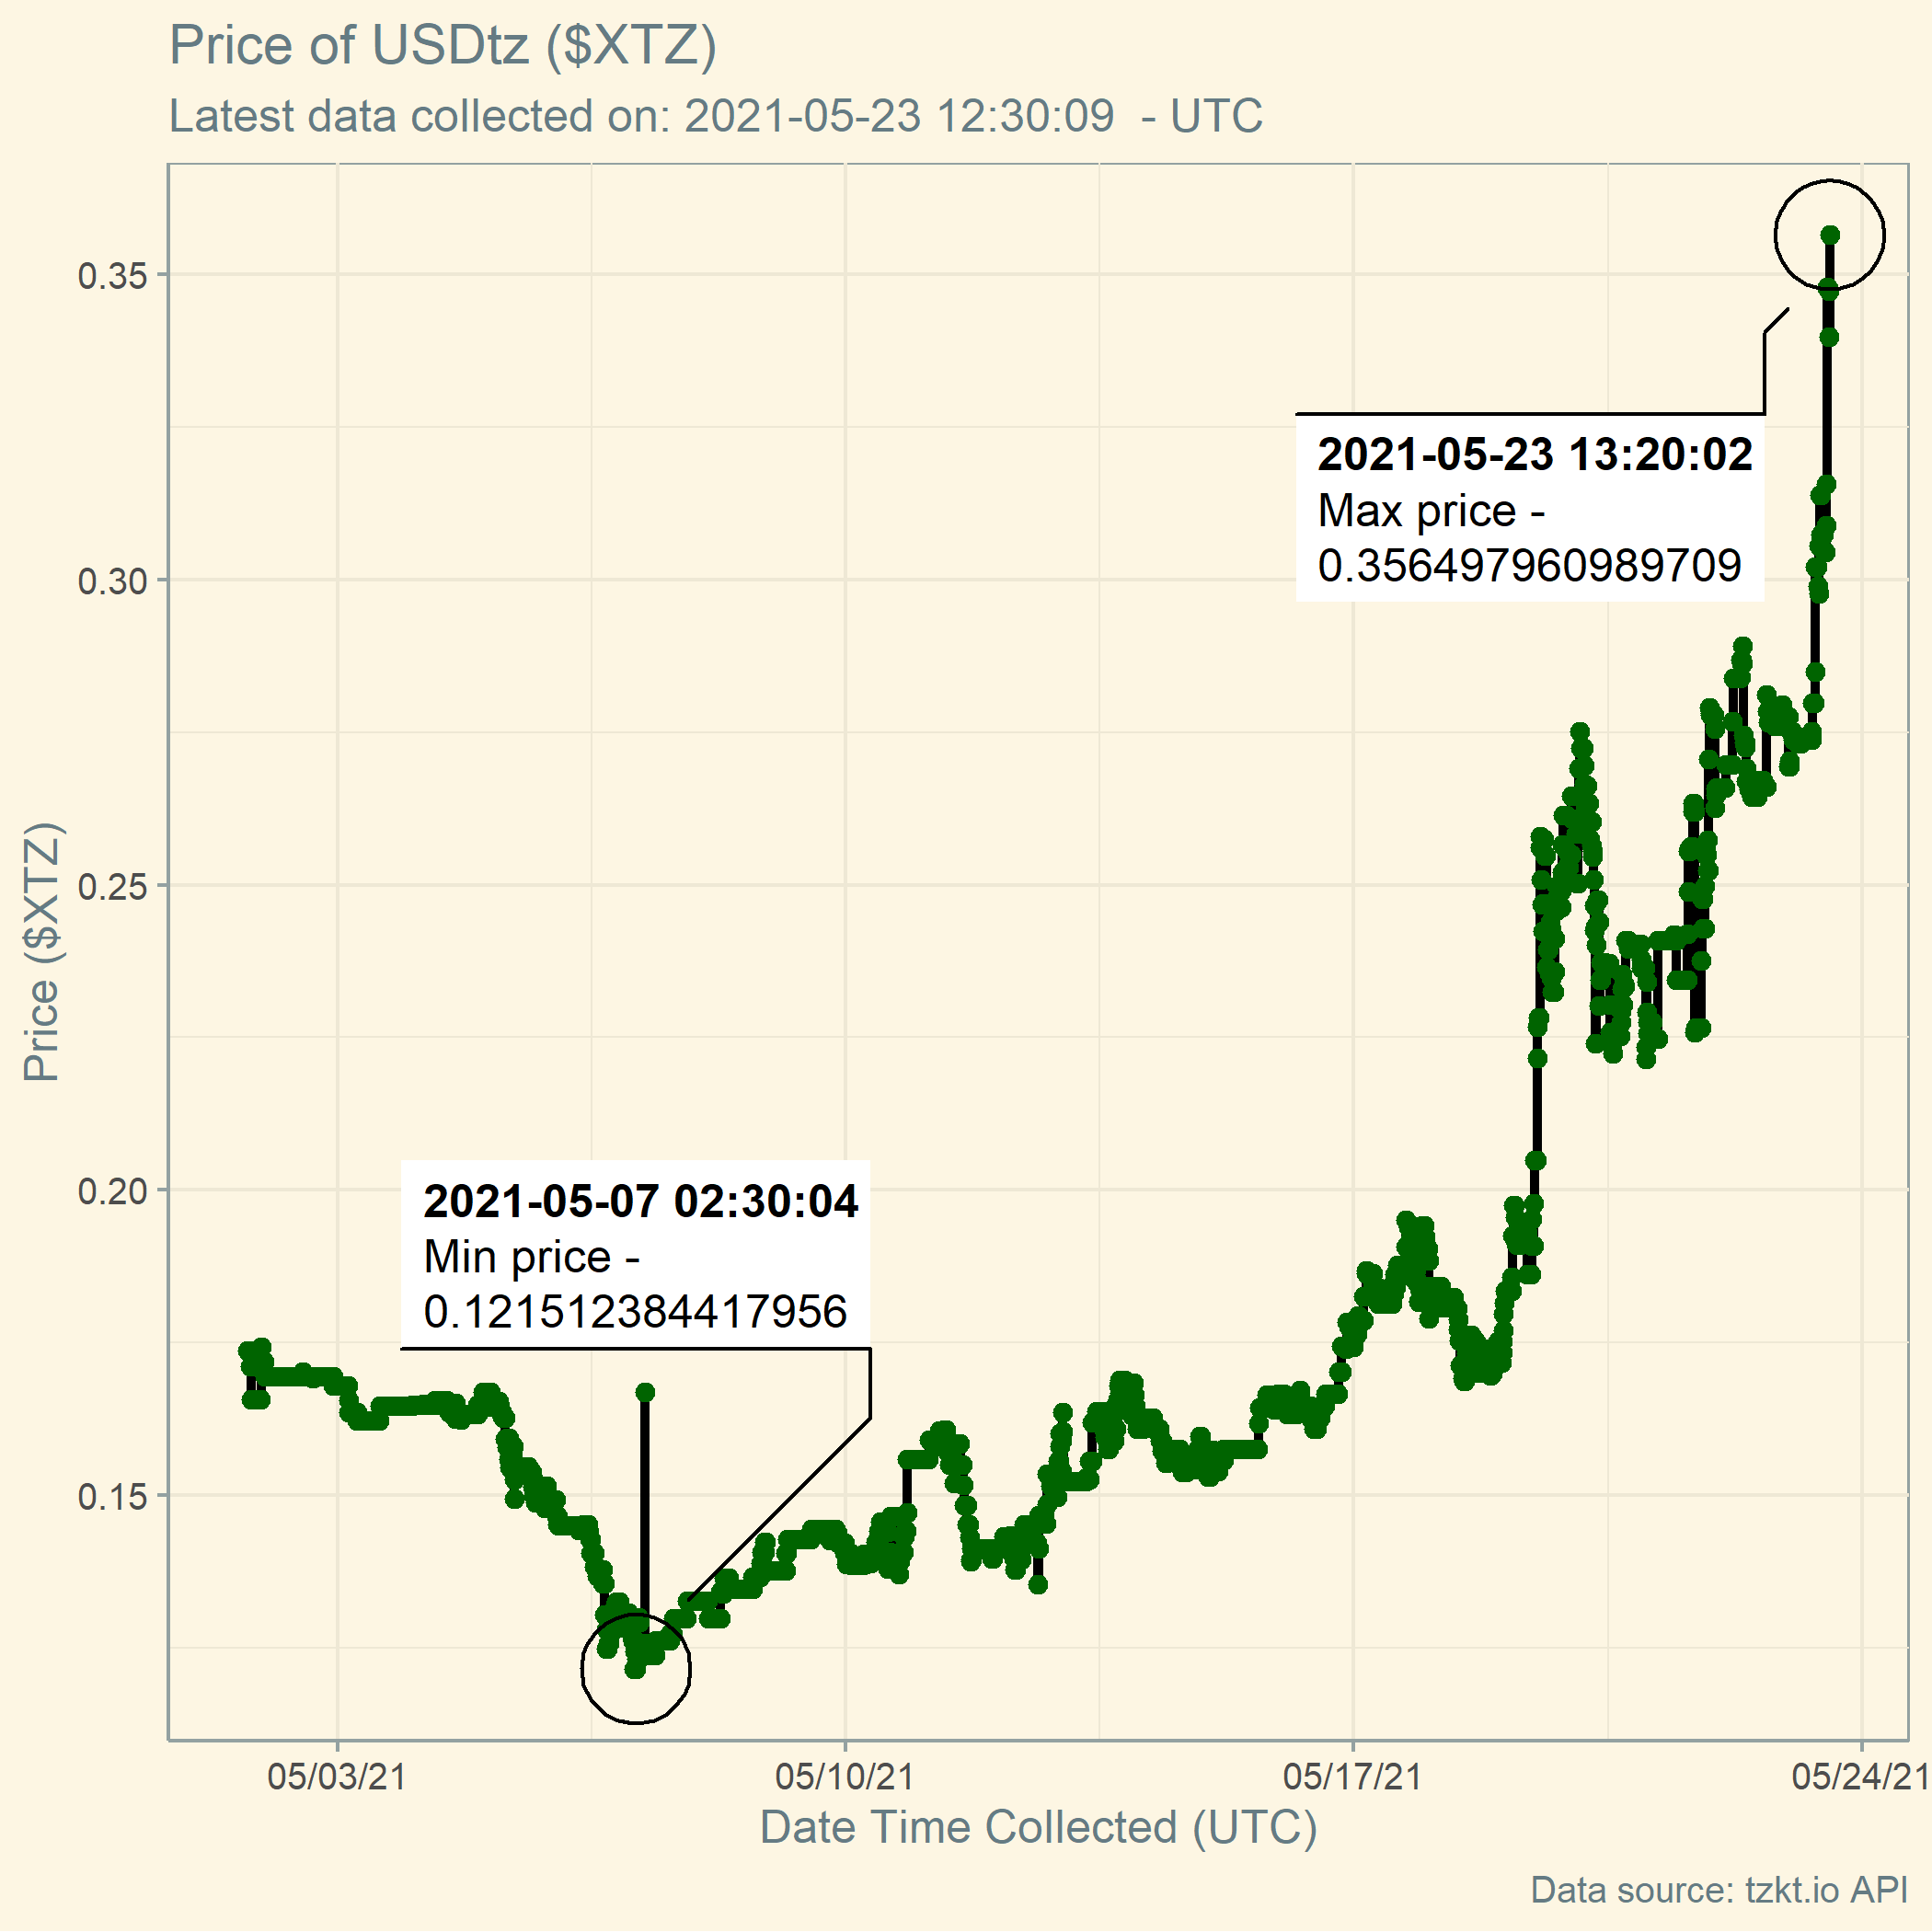 Price of USDtz ($XTZ)
Latest data collected on: 2021-05-23 12:30:09  - UTC
0.35
2021-05-23 13:20:02
Max price -
0.356497960989709
0.30
0.25
Price ($XTZ)
0.20
2021-05-07 02:30:04
Min price -
0.121512384417956
0.15
05/03/21
05/10/21
05/17/21
05/24/21
Date Time Collected (UTC)
Data source: tzkt.io API